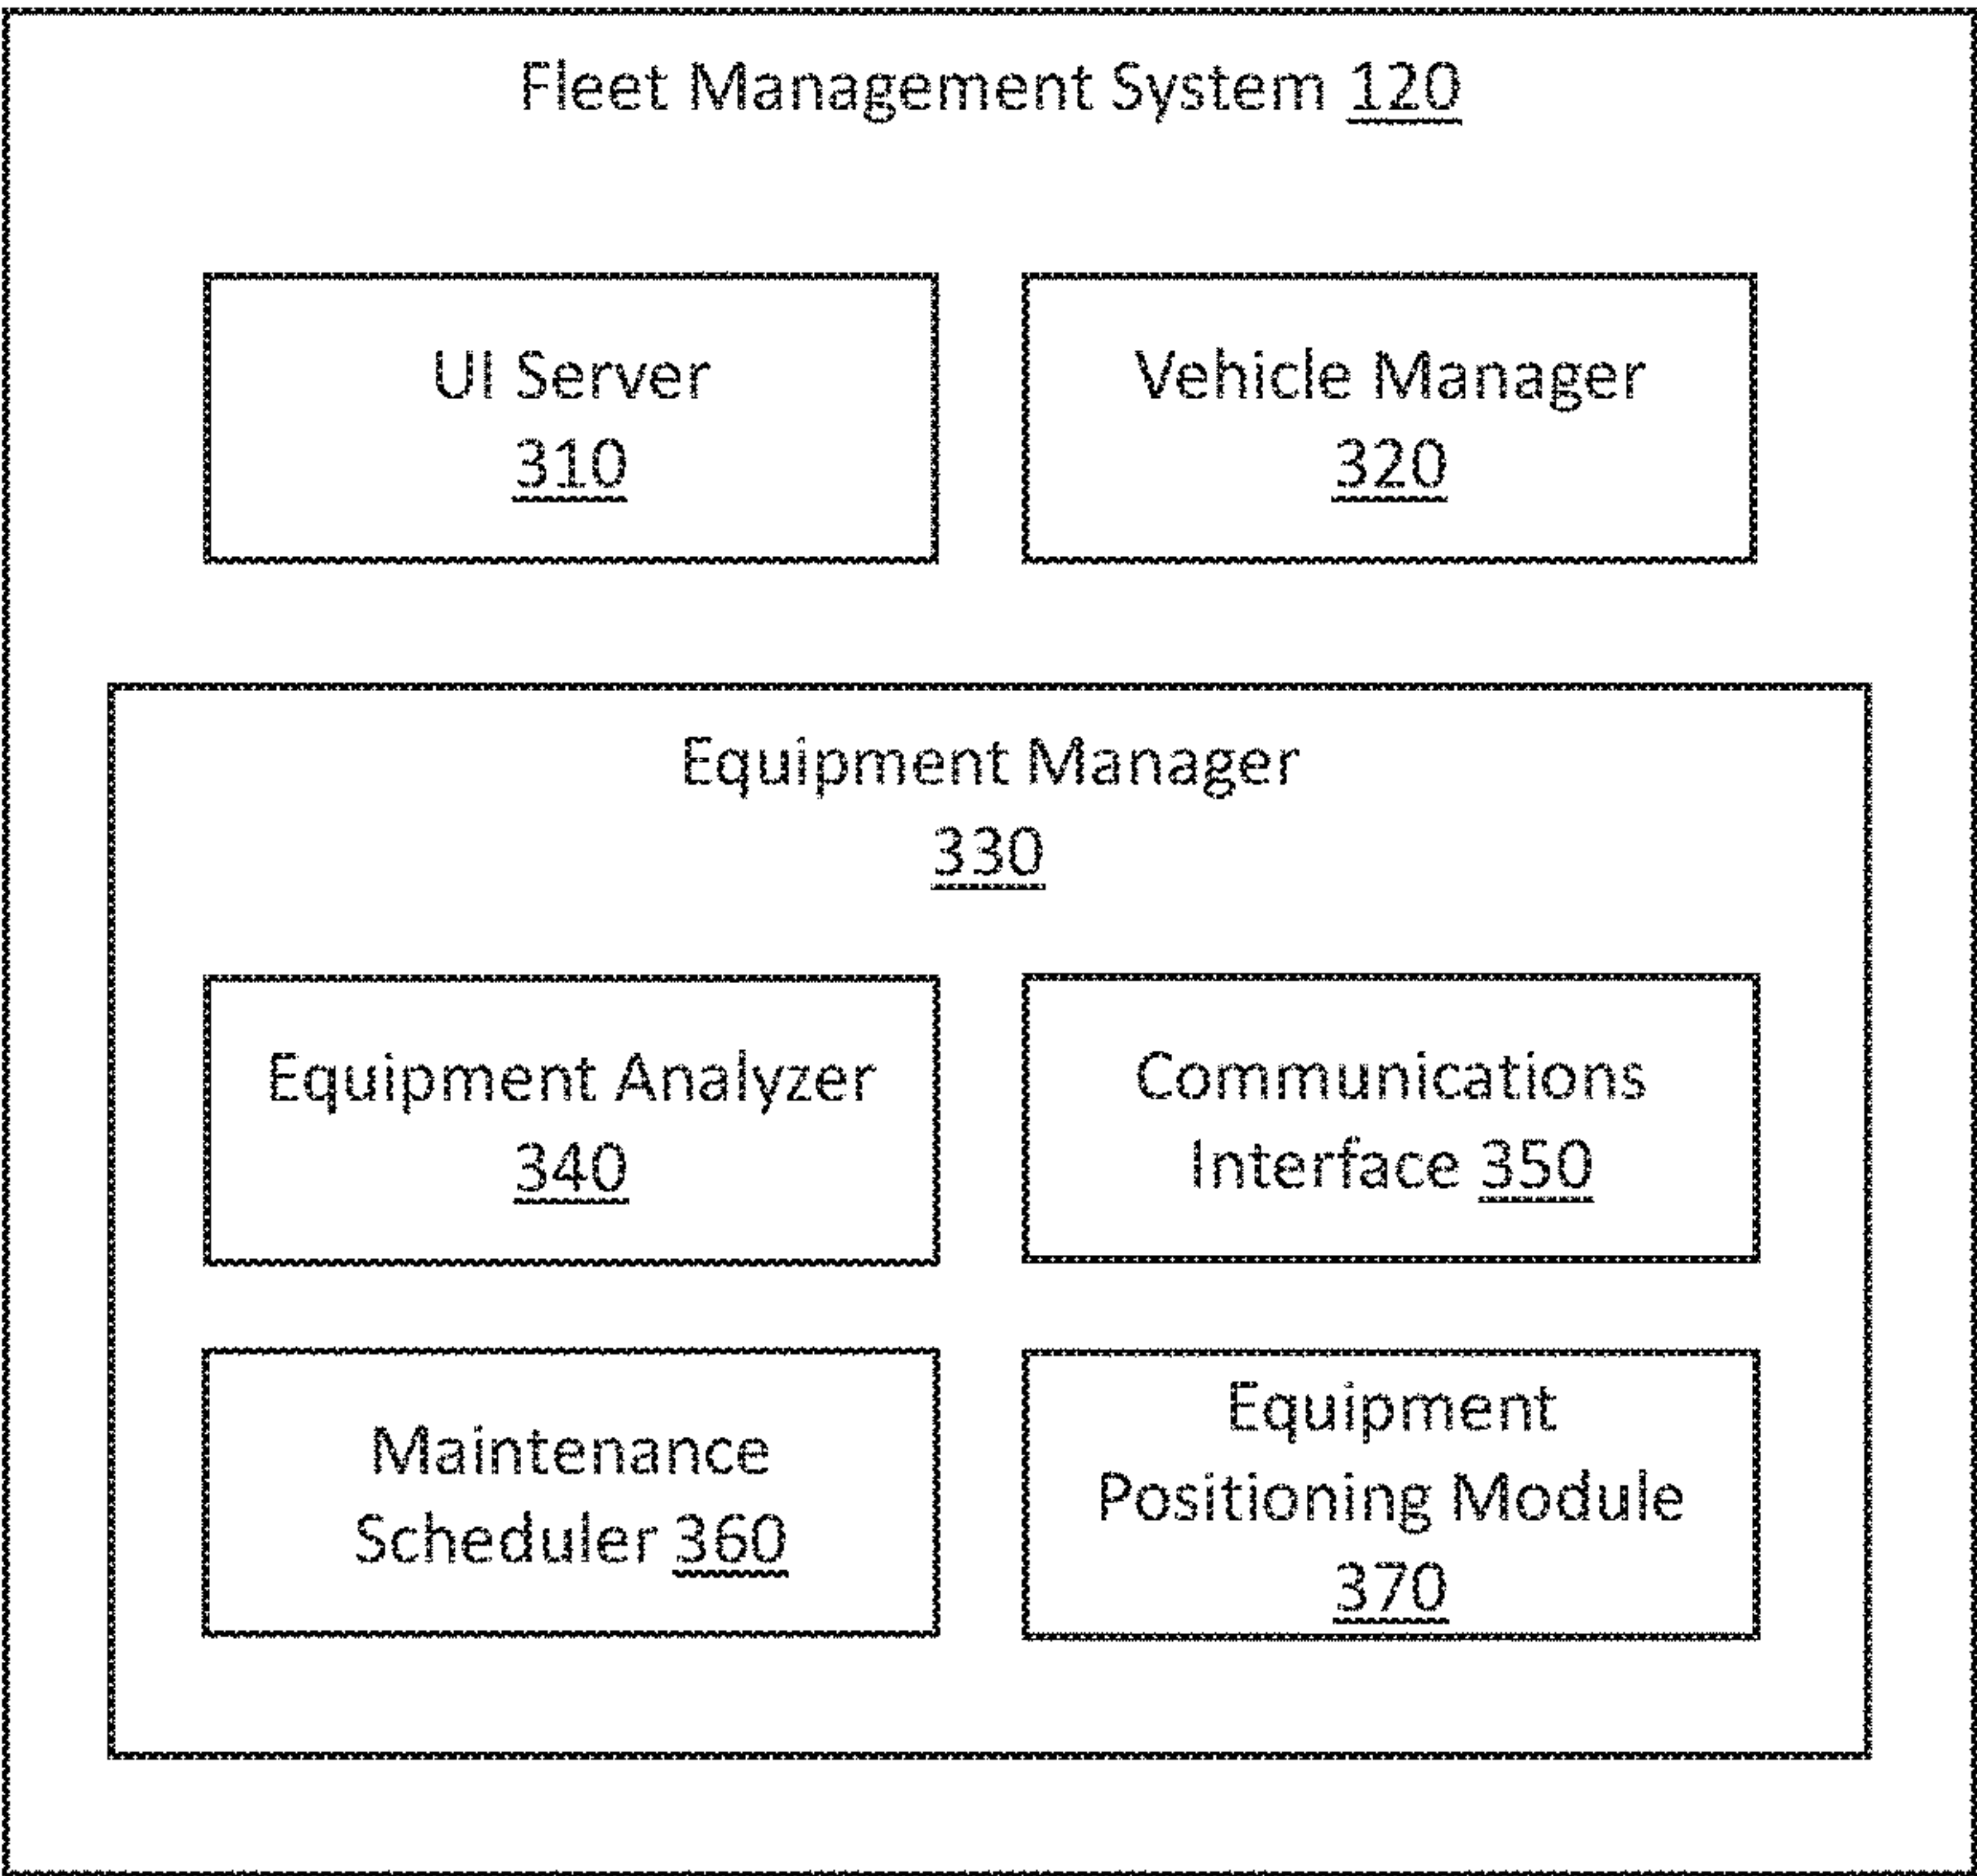 Fleet Management System 120
UI Server
310
Vehicle Manager
320
Equipment Manager
330
Equipment Analyzer
340
Communications
Interface 350
Maintenance
Scheduler 360
Equipment
Positioning Module
370